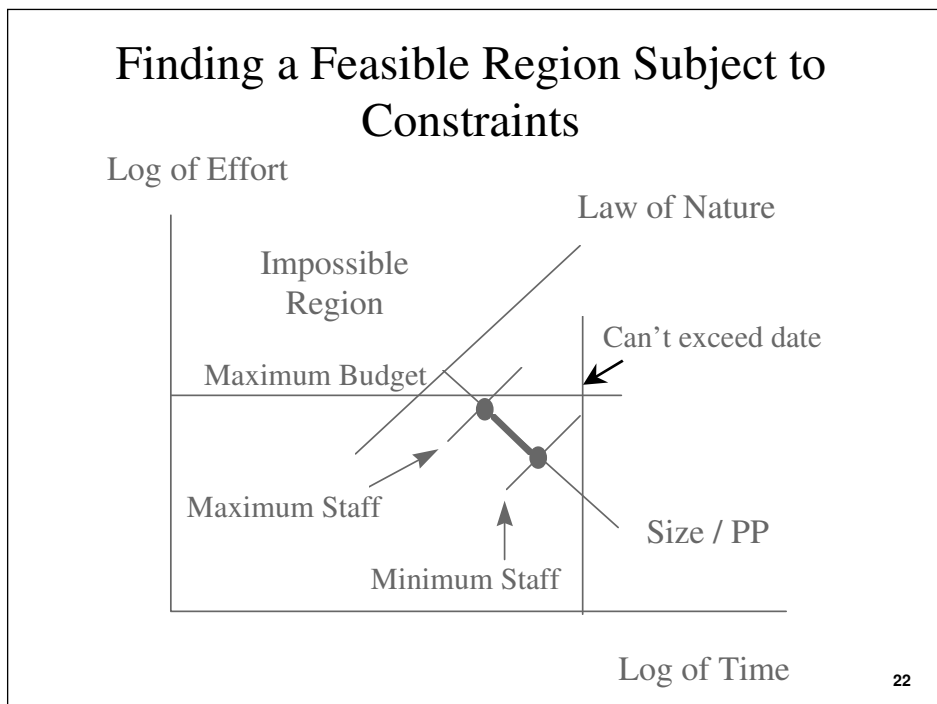 Finding a Feasible Region Subject to
Constraints
Log of Effort
Law of Nature
Impossible
Region
Can't exceed date
Maximum Budget
Maximum Staff
Size / PP
Minimum Staff
Log of Time
22